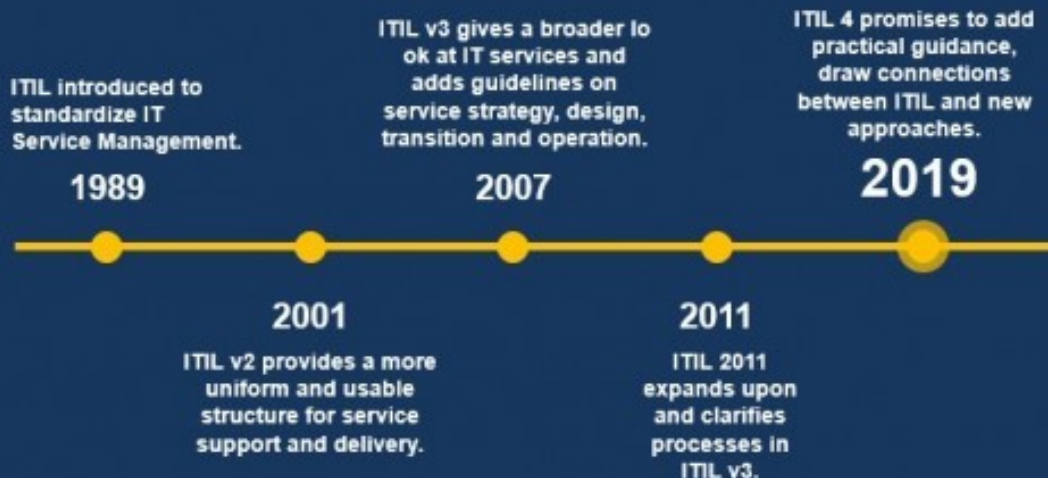 ITIL introduced to
standardize IT
Service Management.
1989
2001
ITIL v2 provides a more
uniform and usable
structure for service
support and delivery.
ITIL v3 gives a broader lo
ok at IT services and
adds guidelines on
service strategy, design,
transition and operation.
2007
2011
ITIL 2011
expands upon
and clarifies
processes in
ITIL v3.
ITIL 4 promises to add
practical guidance,
draw connections
between ITIL and new
approaches.
2019